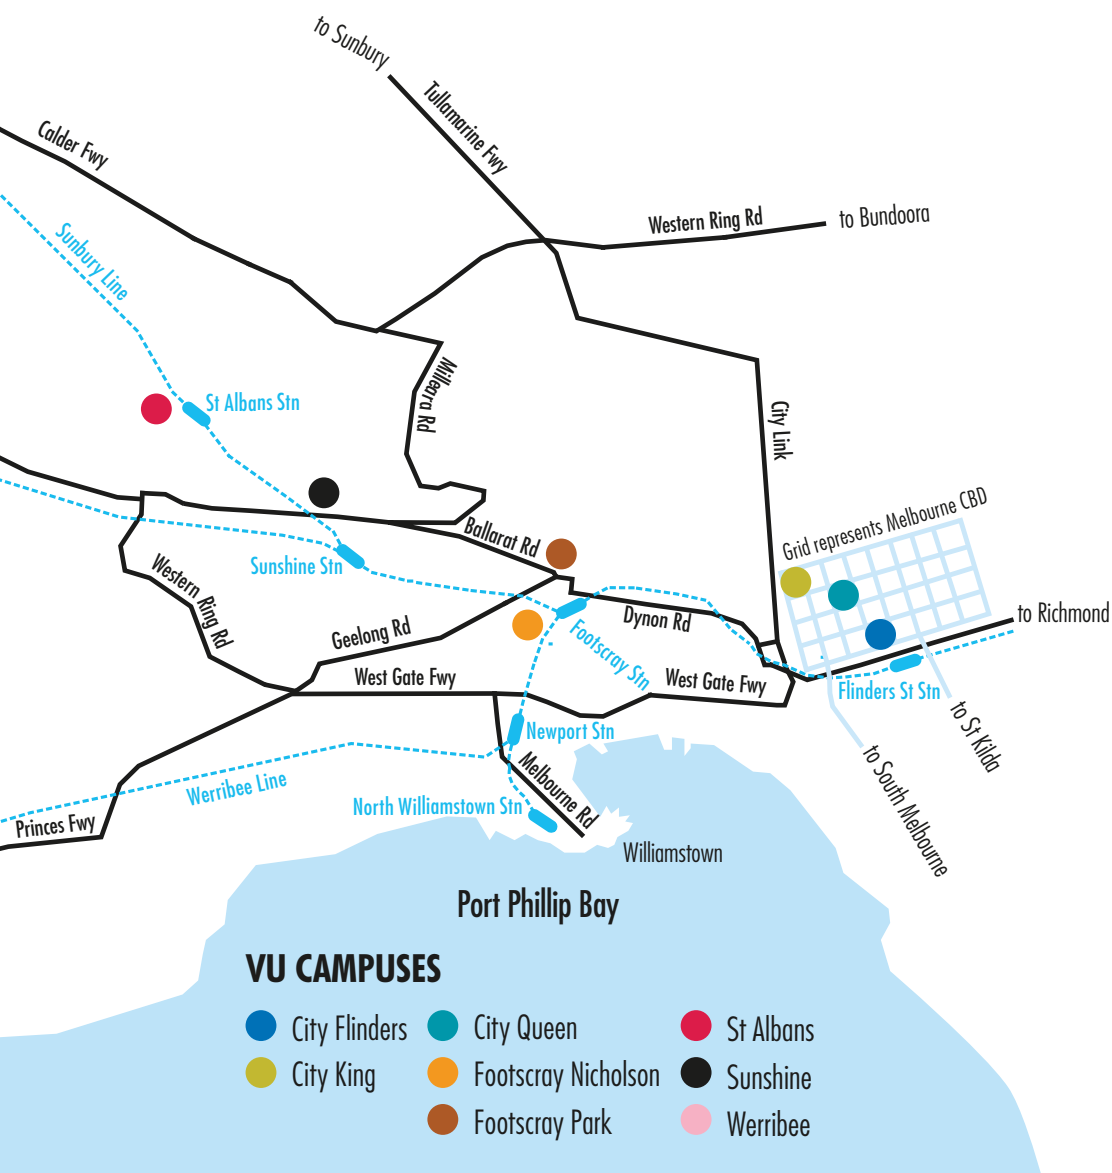 to Sunbury
Tullamarine Fwy
Calder Fwy
Western Ring Rd
to Bundoora
Sunbury Line
St Albans Stn
Milleara Rd
City Link
Grid represents Melbourne CBD
Ballarat Rd
Sunshine Stn
Western Ring Rd
Geelong Rd
Dynon Rd
to Richmond
Footscray Stn
West Gate Fwy
West Gate Fwy
Flinders St Stn
Newport Stn
to St Kilda
to South Melbourne
Melbourne Rd
Werribee Line
North Williamstown Stn
Princes Fwy
Williamstown
Port Phillip Bay
VU CAMPUSES
City Flinders
City King
City Queen
Footscray Nicholson
Footscray Park
St Albans
Sunshine
Werribee